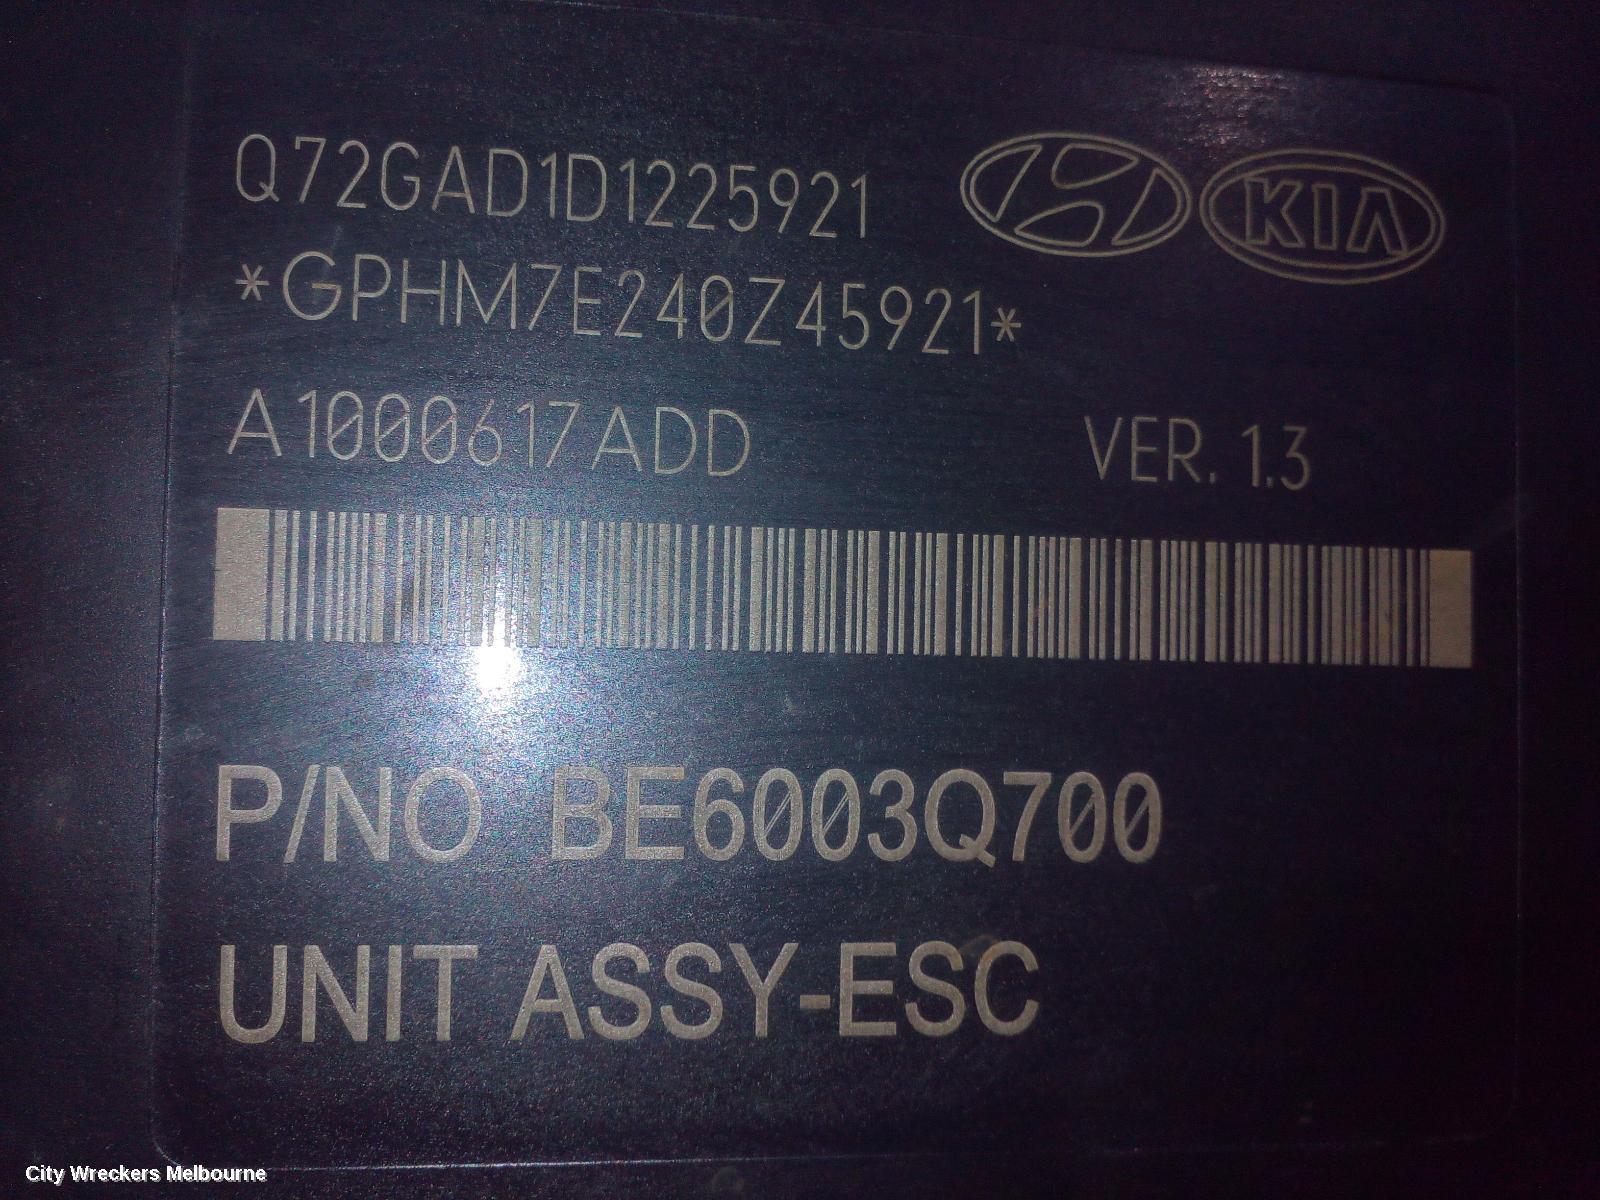 Q72GAD1D1225921
KIA
*GPHM7E240Z45921*
A1000617ADD VER. 1.3
P/NO BE6003Q700
UNIT ASSY-ESC
City Wreckers Melbourne